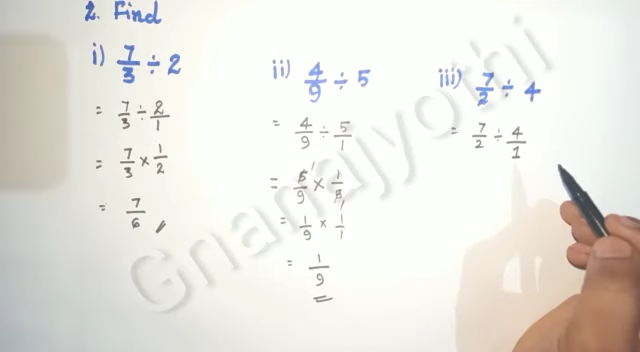 2. Find
i) 7/3 ÷ 2
= 7/3 ÷ 2/1
= 7/3 × 1/2
= 7/6
ii) 4/9 ÷ 5
= 4/9 ÷ 5/1
= 5/9 × 1/5
= 1/9 × 1/1
= 1/9
iii) 7/2 ÷ 4
= 7/2 ÷ 4/1
Gnanajyothi